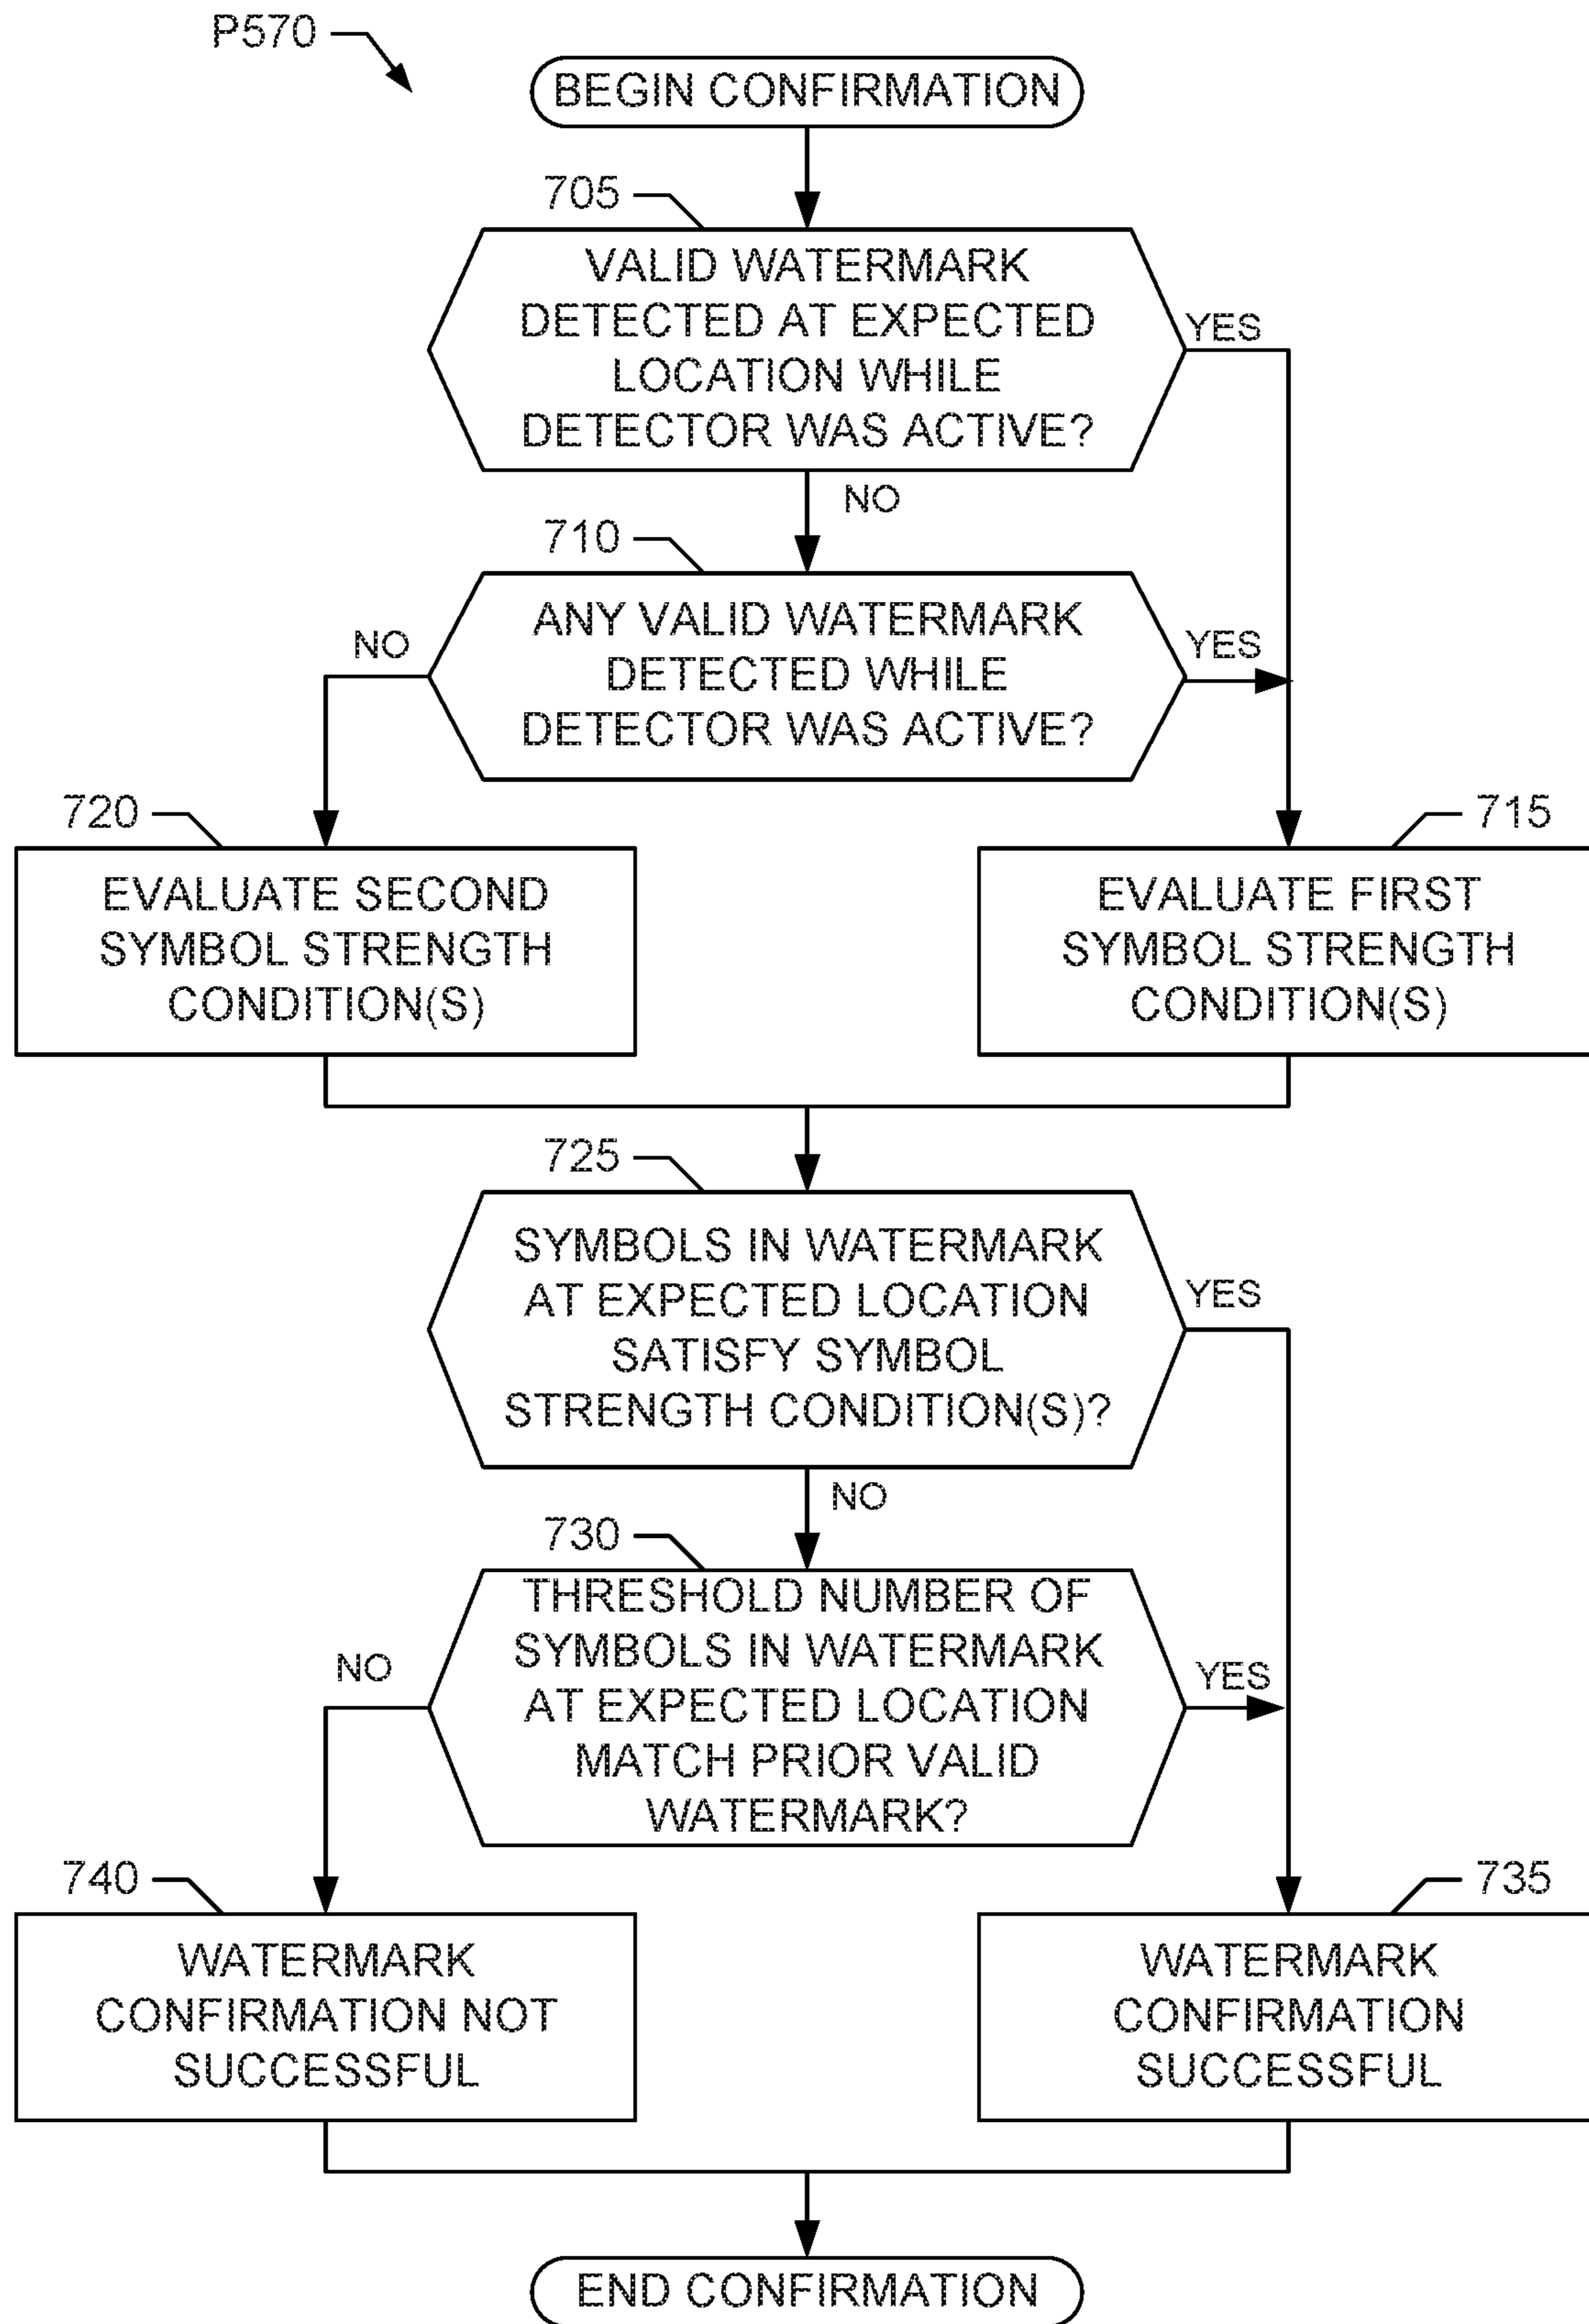 P570
BEGIN CONFIRMATION
705
VALID WATERMARK
DETECTED AT EXPECTED
LOCATION WHILE
DETECTOR WAS ACTIVE?
YES
NO
710
ANY VALID WATERMARK
DETECTED WHILE
DETECTOR WAS ACTIVE?
NO
YES
720
EVALUATE SECOND
SYMBOL STRENGTH
CONDITION(S)
715
EVALUATE FIRST
SYMBOL STRENGTH
CONDITION(S)
725
SYMBOLS IN WATERMARK
AT EXPECTED LOCATION
SATISFY SYMBOL
STRENGTH CONDITION(S)?
YES
NO
730
THRESHOLD NUMBER OF
SYMBOLS IN WATERMARK
AT EXPECTED LOCATION
MATCH PRIOR VALID
WATERMARK?
NO
YES
740
WATERMARK
CONFIRMATION NOT
SUCCESSFUL
735
WATERMARK
CONFIRMATION
SUCCESSFUL
END CONFIRMATION